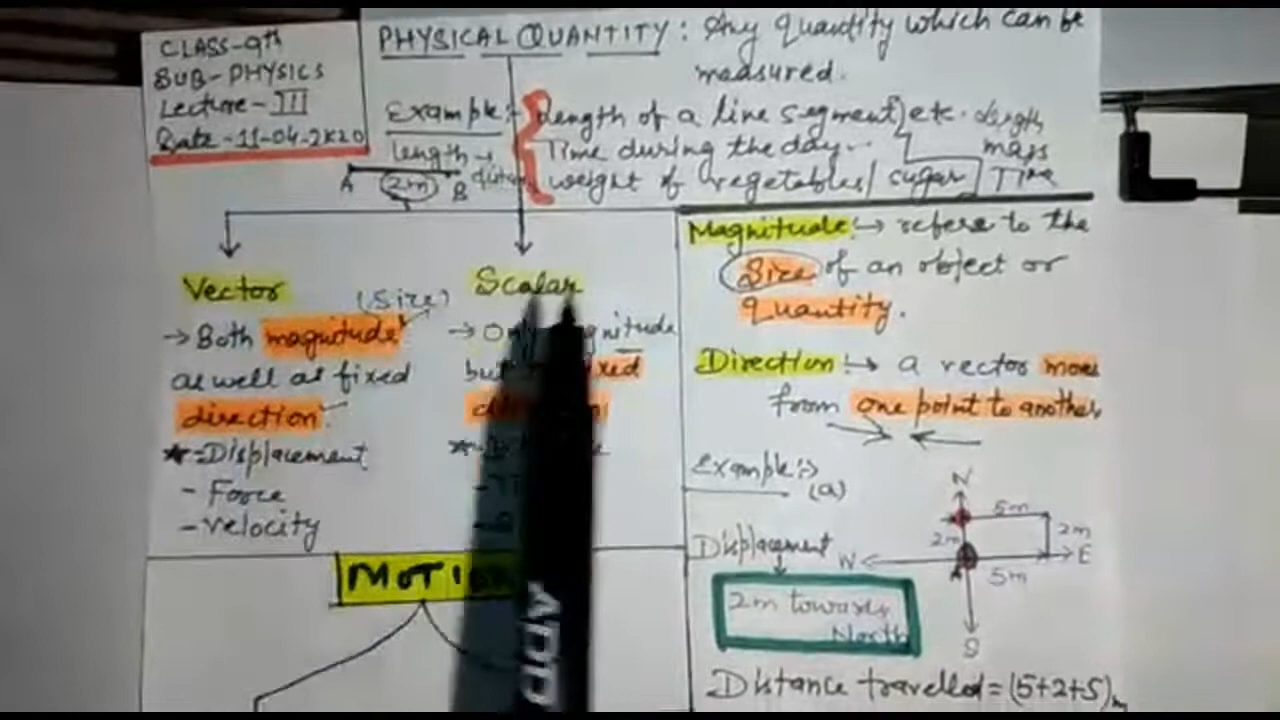 CLASS-9th
SUB-PHYSICS
Lecture-III
Date-11-04-2K20
PHYSICAL QUANTITY: Any quantity which can be
measured.
Example:- Length of a line segment) etc. Length
Time during the day.. mass
weight of vegetables/ sugar Time
length →
A 2m B
Vector
(Size)
→ Both magnitude
as well as fixed
direction
*=Displacement
- Force
- velocity
Scalar
→
MOTION
Magnitude:→ refers to the
Size of an object or
Quantity.
Direction:→ a vector moves
from one point to another
Example:→
(a)
Displacement
2m towards
North
N
5m
2m
2m
W
E
A
5m
S
Distance travelled=(5+2+5)m
ADD